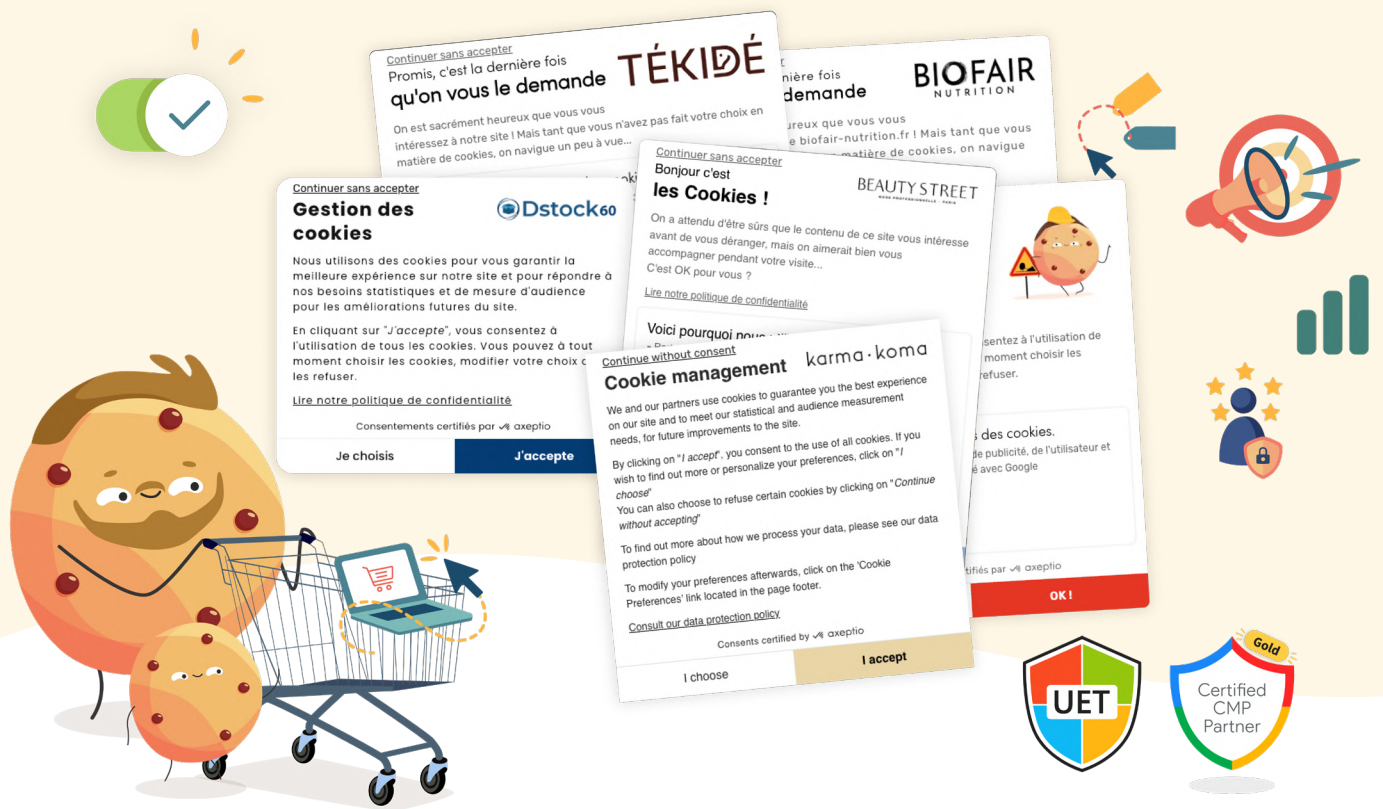 Continuer sans accepter
Promis, c'est la dernière fois
qu'on vous le demande
TÉKIDÉ
On est sacrément heureux que vous vous
intéressez à notre site ! Mais tant que vous n'avez pas fait votre choix en
matière de cookies, on navigue un peu à vue...
nière fois
demande
BIOFAIR
NUTRITION
ureux que vous vous
e biofair-nutrition.fr ! Mais tant que vous
matière de cookies, on navigue
Continuer sans accepter
Gestion des
cookies
Dstock60
Nous utilisons des cookies pour vous garantir la
meilleure expérience sur notre site et pour répondre à
nos besoins statistiques et de mesure d'audience
pour les améliorations futures du site.
En cliquant sur "J'accepte", vous consentez à
l'utilisation de tous les cookies. Vous pouvez à tout
moment choisir les cookies, modifier votre choix
les refuser.
Lire notre politique de confidentialité
Consentements certifiés par axeptio
Je choisis
J'accepte
Continuer sans accepter
Bonjour c'est
les Cookies !
BEAUTY STREET
On a attendu d'être sûrs que le contenu de ce site vous intéresse
avant de vous déranger, mais on aimerait bien vous
accompagner pendant votre visite...
C'est OK pour vous ?
Lire notre politique de confidentialité
Voici pourquoi nous
Continue without consent
Cookie management
karma·koma
We and our partners use cookies to guarantee you the best experience
on our site and to meet our statistical and audience measurement
needs, for future improvements to the site.
By clicking on "I accept", you consent to the use of all cookies. If you
wish to find out more or personalize your preferences, click on "I
choose"
You can also choose to refuse certain cookies by clicking on "Continue
without accepting"
To find out more about how we process your data, please see our data
protection policy
To modify your preferences afterwards, click on the 'Cookie
Preferences' link located in the page footer.
Consult our data protection policy
Consents certified by axeptio
I choose
I accept
sentez à l'utilisation de
moment choisir les
refuser.
s des cookies.
de publicité, de l'utilisateur et
é avec Google
tifiés par axeptio
OK !
UET
Gold
Certified
CMP
Partner